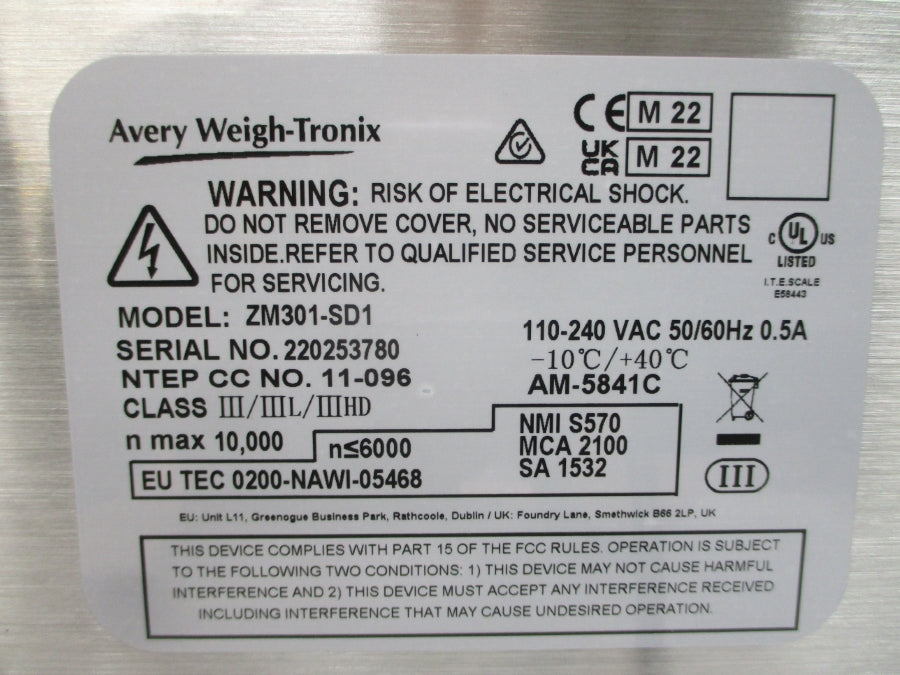 Avery Weigh-Tronix
CE M 22
UK CA M 22
WARNING: RISK OF ELECTRICAL SHOCK.
DO NOT REMOVE COVER, NO SERVICEABLE PARTS
INSIDE.REFER TO QUALIFIED SERVICE PERSONNEL
FOR SERVICING.
C UL US
LISTED
I.T.E.SCALE
E58443
MODEL: ZM301-SD1
SERIAL NO. 220253780
NTEP CC NO. 11-096
CLASS III/IIIL/IIIHD
n max 10,000
110-240 VAC 50/60Hz 0.5A
-10℃/+40℃
AM-5841C
n≤6000
EU TEC 0200-NAWI-05468
NMI S570
MCA 2100
SA 1532
III
EU: Unit L11, Greenogue Business Park, Rathcoole, Dublin / UK: Foundry Lane, Smethwick B66 2LP, UK
THIS DEVICE COMPLIES WITH PART 15 OF THE FCC RULES. OPERATION IS SUBJECT
TO THE FOLLOWING TWO CONDITIONS: 1) THIS DEVICE MAY NOT CAUSE HARMFUL
INTERFERENCE AND 2) THIS DEVICE MUST ACCEPT ANY INTERFERENCE RECEIVED
INCLUDING INTERFERENCE THAT MAY CAUSE UNDESIRED OPERATION.